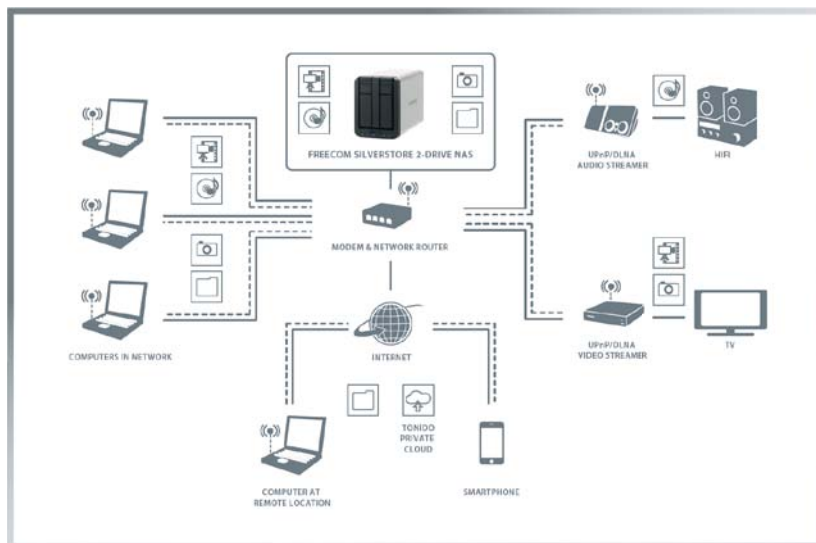 FREECOM SILVERSTORE 2-DRIVE NAS
UPnP/DLNA
AUDIO STREAMER
HIFI
MODEM & NETWORK ROUTER
COMPUTERS IN NETWORK
INTERNET
UPnP/DLNA
VIDEO STREAMER
TV
TONIDO
PRIVATE
CLOUD
COMPUTER AT
REMOTE LOCATION
SMARTPHONE